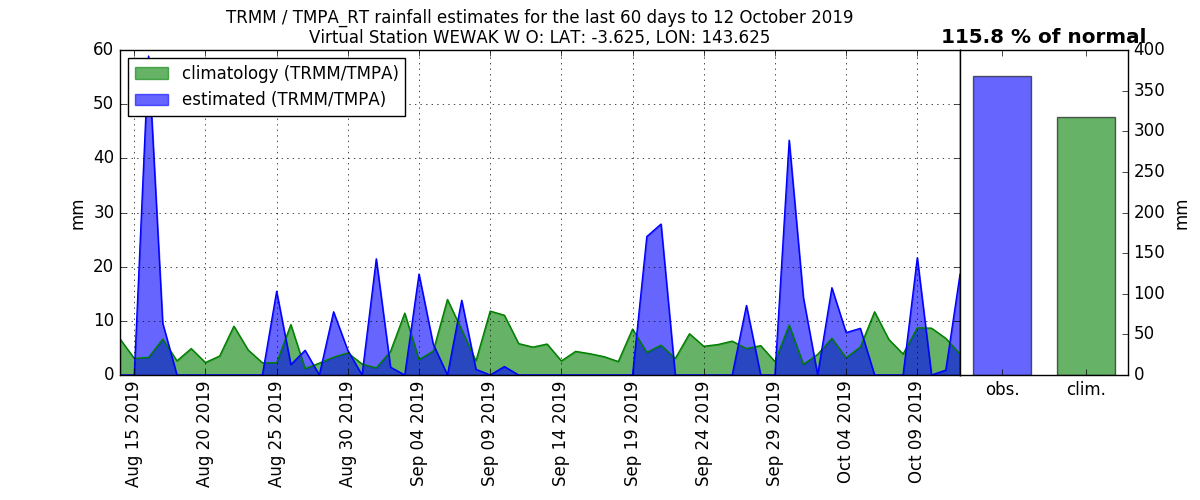 TRMM / TMPA_RT rainfall estimates for the last 60 days to 12 October 2019
Virtual Station WEWAK W O: LAT: -3.625, LON: 143.625
115.8 % of normal
climatology (TRMM/TMPA)
estimated (TRMM/TMPA)
60
50
40
30
20
10
0
mm
400
350
300
250
200
150
100
50
0
mm
Aug 15 2019
Aug 20 2019
Aug 25 2019
Aug 30 2019
Sep 04 2019
Sep 09 2019
Sep 14 2019
Sep 19 2019
Sep 24 2019
Sep 29 2019
Oct 04 2019
Oct 09 2019
obs.
clim.